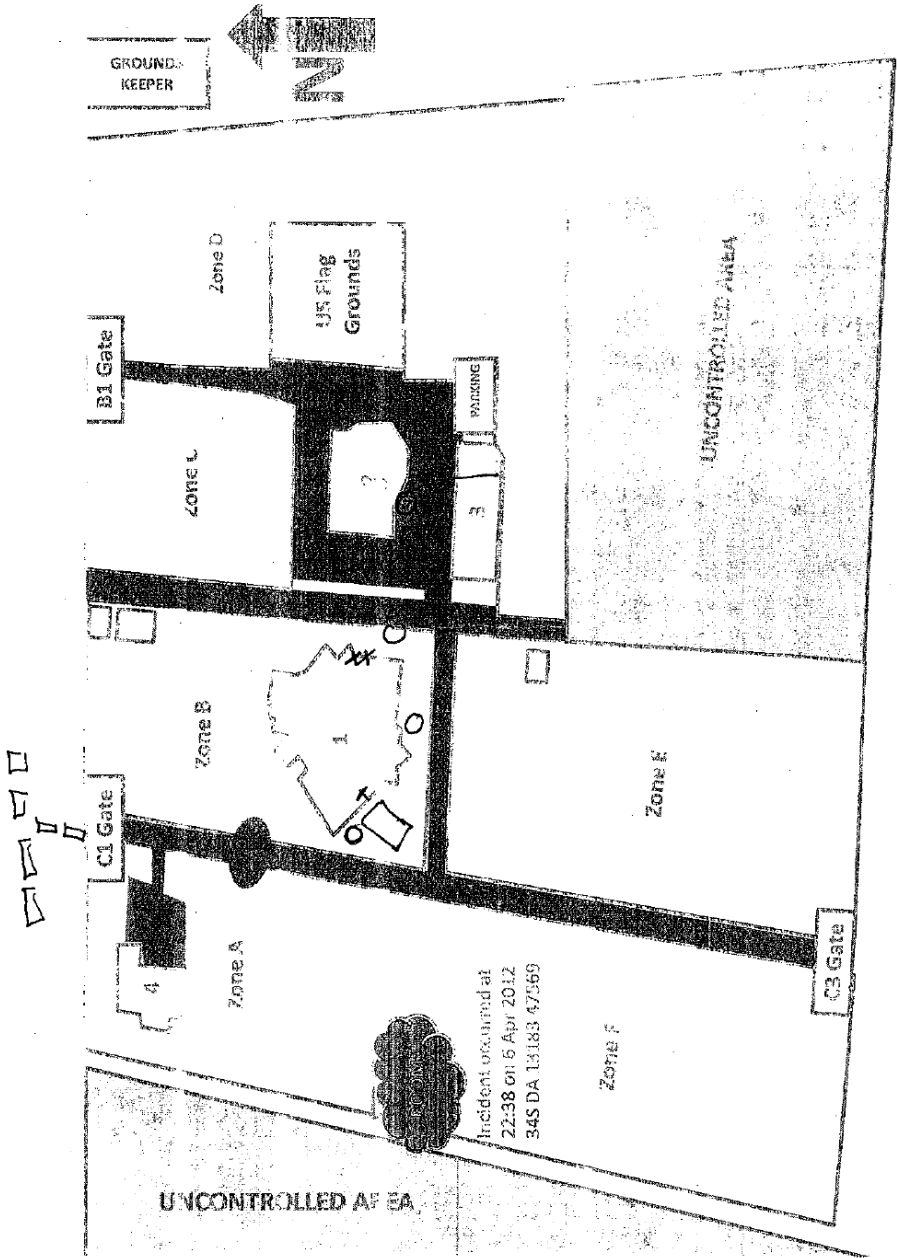 GROUNDS
KEEPER
N
B1 Gate
Zone D
US Flag
Grounds
Zone C
2
PARKING
3
UNCONTROLLED AREA
Zone B
1
C1 Gate
4
Zone A
Zone E
C3 Gate
Zone F
Incident occurred at
22:38 on 6 Apr 2012
34S DA 13183 47569
UNCONTROLLED AREA